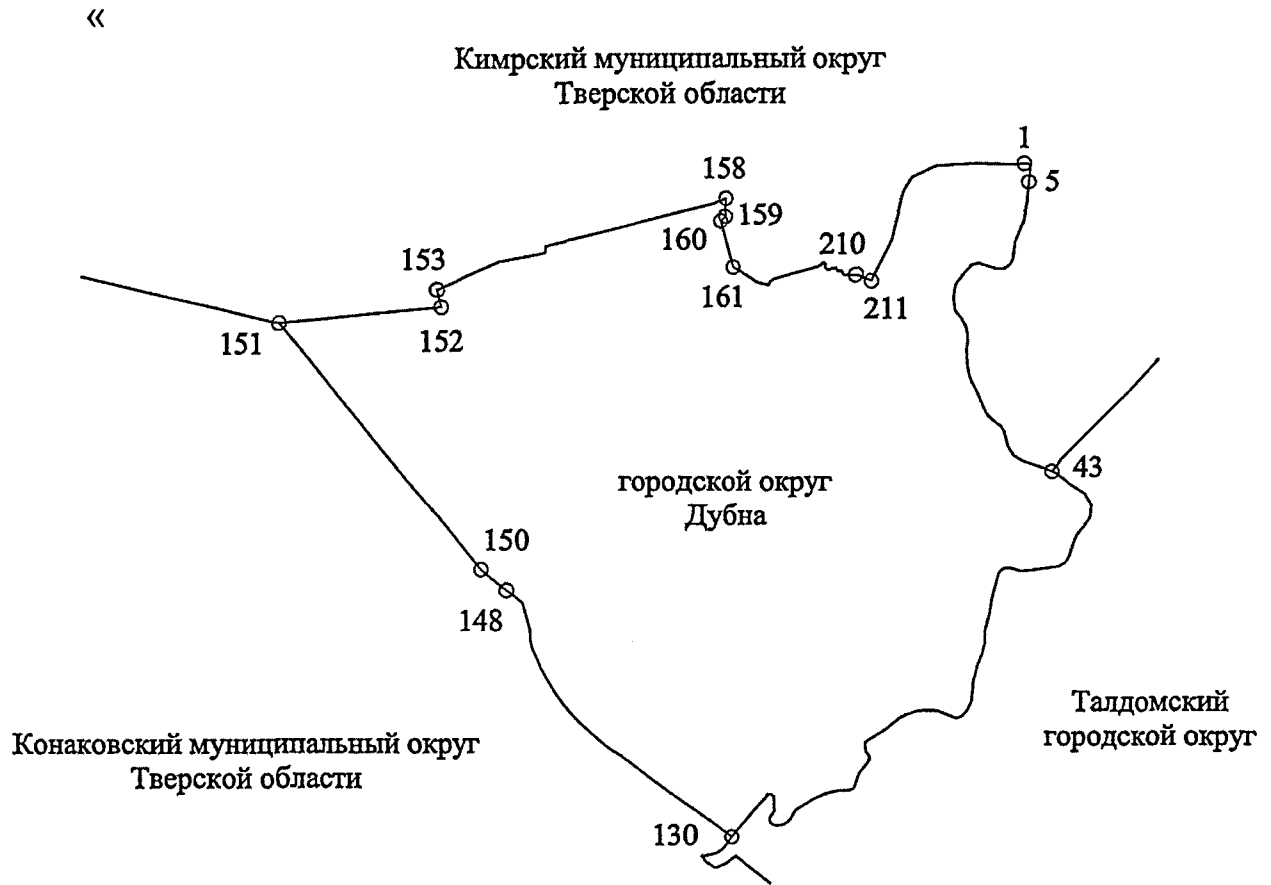 «
Кимрский муниципальный округ
Тверской области
1
158
5
159
160
210
153
161
211
151
152
43
городской округ
Дубна
150
148
Талдомский
городской округ
Конаковский муниципальный округ
Тверской области
130